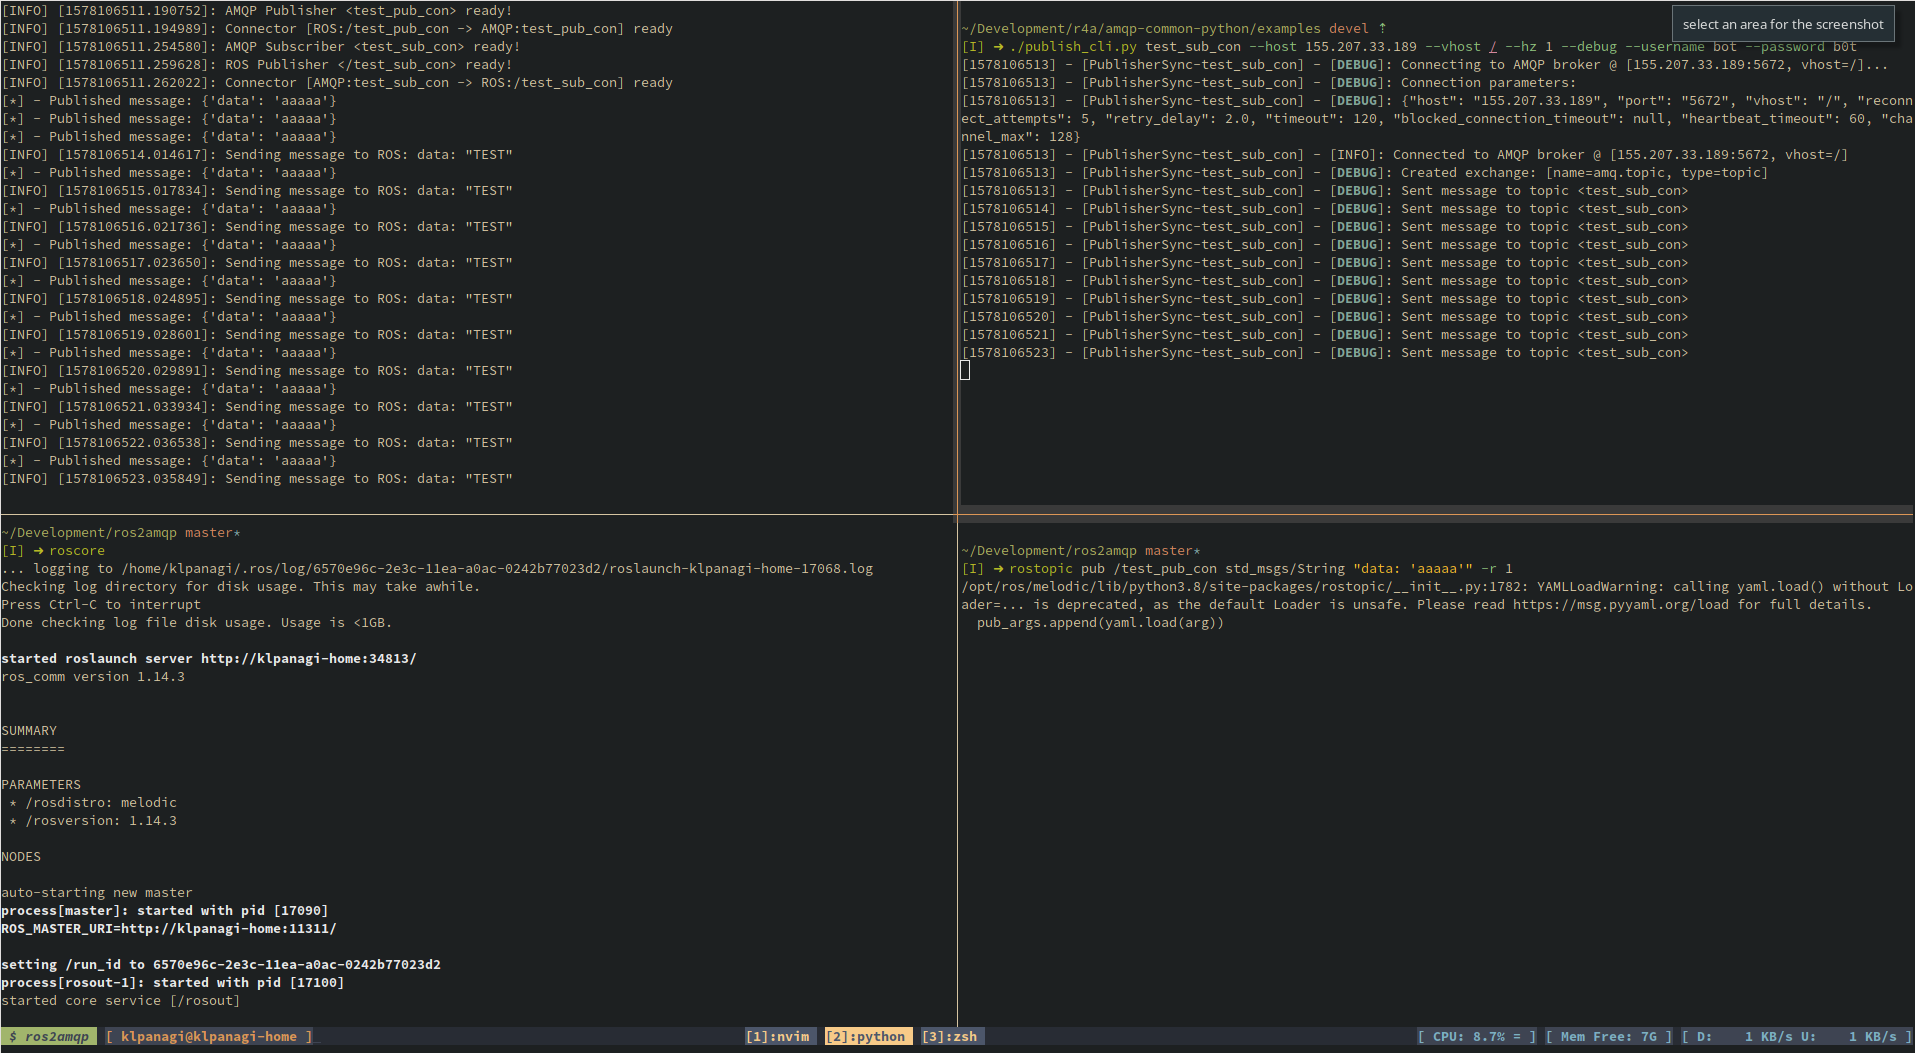 [INFO] [1578106511.190752]: AMQP Publisher <test_pub_con> ready!
[INFO] [1578106511.194989]: Connector [ROS:/test_pub_con -> AMQP:test_pub_con] ready
[INFO] [1578106511.254580]: AMQP Subscriber <test_sub_con> ready!
[INFO] [1578106511.259628]: ROS Publisher </test_sub_con> ready!
[INFO] [1578106511.262022]: Connector [AMQP:test_sub_con -> ROS:/test_sub_con] ready
[*] - Published message: {'data': 'aaaaa'}
[*] - Published message: {'data': 'aaaaa'}
[*] - Published message: {'data': 'aaaaa'}
[INFO] [1578106514.014617]: Sending message to ROS: data: "TEST"
[*] - Published message: {'data': 'aaaaa'}
[INFO] [1578106515.017834]: Sending message to ROS: data: "TEST"
[*] - Published message: {'data': 'aaaaa'}
[INFO] [1578106516.021736]: Sending message to ROS: data: "TEST"
[*] - Published message: {'data': 'aaaaa'}
[INFO] [1578106517.023650]: Sending message to ROS: data: "TEST"
[*] - Published message: {'data': 'aaaaa'}
[INFO] [1578106518.024895]: Sending message to ROS: data: "TEST"
[*] - Published message: {'data': 'aaaaa'}
[INFO] [1578106519.028601]: Sending message to ROS: data: "TEST"
[*] - Published message: {'data': 'aaaaa'}
[INFO] [1578106520.029891]: Sending message to ROS: data: "TEST"
[*] - Published message: {'data': 'aaaaa'}
[INFO] [1578106521.033934]: Sending message to ROS: data: "TEST"
[*] - Published message: {'data': 'aaaaa'}
[INFO] [1578106522.036538]: Sending message to ROS: data: "TEST"
[*] - Published message: {'data': 'aaaaa'}
[INFO] [1578106523.035849]: Sending message to ROS: data: "TEST"
select an area for the screenshot
~/Development/r4a/amqp-common-python/examples devel ⇡
[I] ➜ ./publish_cli.py test_sub_con --host 155.207.33.189 --vhost / --hz 1 --debug --username bot --password b0t
[1578106513] - [PublisherSync-test_sub_con] - [DEBUG]: Connecting to AMQP broker @ [155.207.33.189:5672, vhost=/]...
[1578106513] - [PublisherSync-test_sub_con] - [DEBUG]: Connection parameters:
[1578106513] - [PublisherSync-test_sub_con] - [DEBUG]: {"host": "155.207.33.189", "port": "5672", "vhost": "/", "reconn
ect_attempts": 5, "retry_delay": 2.0, "timeout": 120, "blocked_connection_timeout": null, "heartbeat_timeout": 60, "cha
nnel_max": 128}
[1578106513] - [PublisherSync-test_sub_con] - [INFO]: Connected to AMQP broker @ [155.207.33.189:5672, vhost=/]
[1578106513] - [PublisherSync-test_sub_con] - [DEBUG]: Created exchange: [name=amq.topic, type=topic]
[1578106513] - [PublisherSync-test_sub_con] - [DEBUG]: Sent message to topic <test_sub_con>
[1578106514] - [PublisherSync-test_sub_con] - [DEBUG]: Sent message to topic <test_sub_con>
[1578106515] - [PublisherSync-test_sub_con] - [DEBUG]: Sent message to topic <test_sub_con>
[1578106516] - [PublisherSync-test_sub_con] - [DEBUG]: Sent message to topic <test_sub_con>
[1578106517] - [PublisherSync-test_sub_con] - [DEBUG]: Sent message to topic <test_sub_con>
[1578106518] - [PublisherSync-test_sub_con] - [DEBUG]: Sent message to topic <test_sub_con>
[1578106519] - [PublisherSync-test_sub_con] - [DEBUG]: Sent message to topic <test_sub_con>
[1578106520] - [PublisherSync-test_sub_con] - [DEBUG]: Sent message to topic <test_sub_con>
[1578106521] - [PublisherSync-test_sub_con] - [DEBUG]: Sent message to topic <test_sub_con>
[1578106523] - [PublisherSync-test_sub_con] - [DEBUG]: Sent message to topic <test_sub_con>
~/Development/ros2amqp master*
[I] ➜ roscore
... logging to /home/klpanagi/.ros/log/6570e96c-2e3c-11ea-a0ac-0242b77023d2/roslaunch-klpanagi-home-17068.log
Checking log directory for disk usage. This may take awhile.
Press Ctrl-C to interrupt
Done checking log file disk usage. Usage is <1GB.
started roslaunch server http://klpanagi-home:34813/
ros_comm version 1.14.3
SUMMARY
========
PARAMETERS
* /rosdistro: melodic
* /rosversion: 1.14.3
NODES
auto-starting new master
process[master]: started with pid [17090]
ROS_MASTER_URI=http://klpanagi-home:11311/
setting /run_id to 6570e96c-2e3c-11ea-a0ac-0242b77023d2
process[rosout-1]: started with pid [17100]
started core service [/rosout]
~/Development/ros2amqp master*
[I] ➜ rostopic pub /test_pub_con std_msgs/String "data: 'aaaaa'" -r 1
/opt/ros/melodic/lib/python3.8/site-packages/rostopic/__init__.py:1782: YAMLLoadWarning: calling yaml.load() without Lo
ader=... is deprecated, as the default Loader is unsafe. Please read https://msg.pyyaml.org/load for full details.
pub_args.append(yaml.load(arg))
$ ros2amqp [ klpanagi@klpanagi-home ] [1]:nvim [2]:python [3]:zsh [ CPU: 8.7% = ] [ Mem Free: 7G ] [ D: 1 KB/s U: 1 KB/s ]